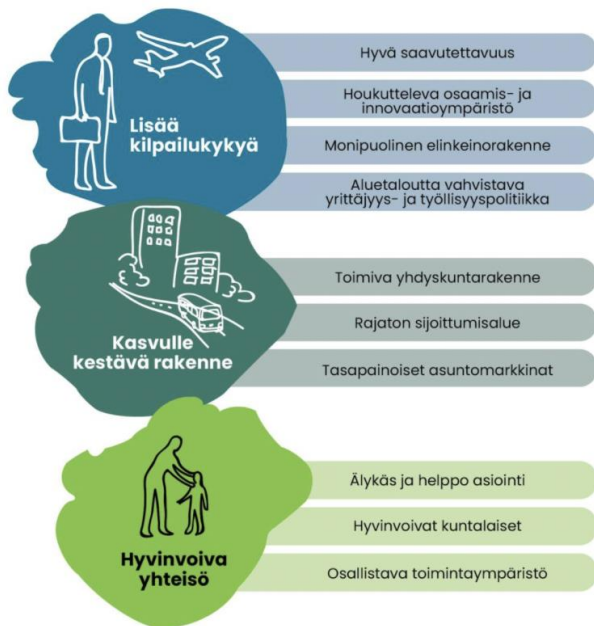 Lisää
kilpailukykyä
Hyvä saavutettavuus
Houkutteleva osaamis- ja
innovaatioympäristö
Monipuolinen elinkeinorakenne
Aluetaloutta vahvistava
yrittäjyys- ja työllisyyspolitiikka
Kasvulle
kestävä rakenne
Toimiva yhdyskuntarakenne
Rajaton sijoittumisalue
Tasapainoiset asuntomarkkinat
Hyvinvoiva
yhteisö
Älykäs ja helppo asiointi
Hyvinvoivat kuntalaiset
Osallistava toimintaympäristö